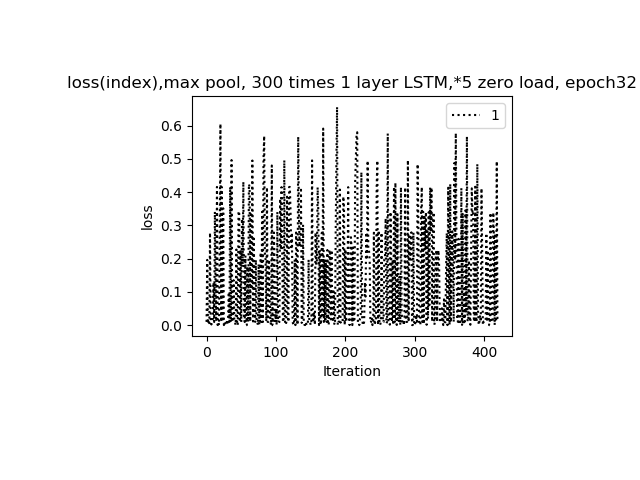 loss(index),max pool, 300 times 1 layer LSTM,*5 zero load, epoch32
1
loss
0.6
0.5
0.4
0.3
0.2
0.1
0.0
0 100 200 300 400
Iteration